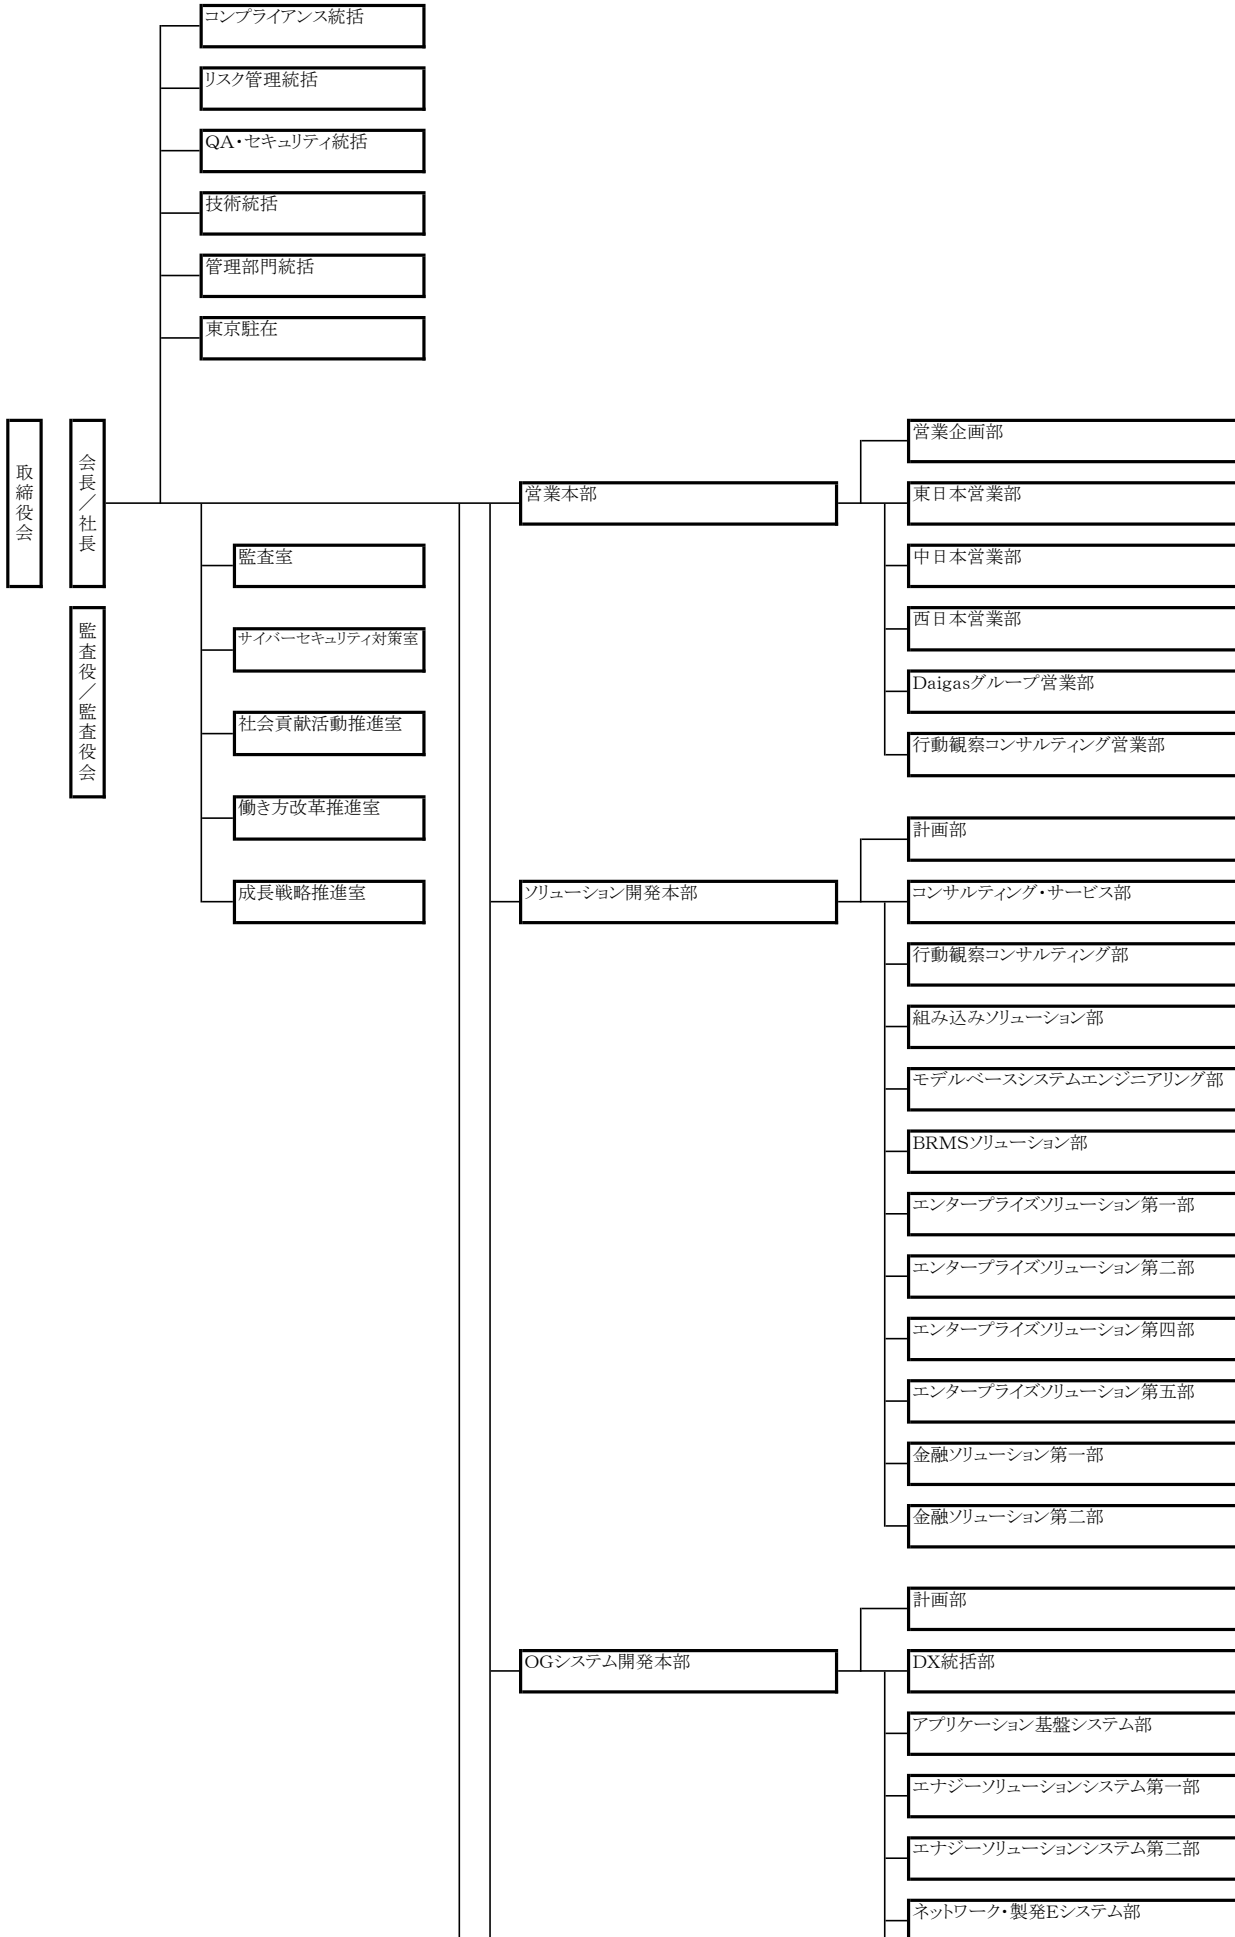 コンプライアンス統括
リスク管理統括
QA・セキュリティ統括
技術統括
管理部門統括
東京駐在
取締役会
会長／社長
監査役／監査役会
監査室
サイバーセキュリティ対策室
社会貢献活動推進室
働き方改革推進室
成長戦略推進室
営業本部
営業企画部
東日本営業部
中日本営業部
西日本営業部
Daigasグループ営業部
行動観察コンサルティング営業部
ソリューション開発本部
計画部
コンサルティング・サービス部
行動観察コンサルティング部
組み込みソリューション部
モデルベースシステムエンジニアリング部
BRMSソリューション部
エンタープライズソリューション第一部
エンタープライズソリューション第二部
エンタープライズソリューション第四部
エンタープライズソリューション第五部
金融ソリューション第一部
金融ソリューション第二部
OGシステム開発本部
計画部
DX統括部
アプリケーション基盤システム部
エナジーソリューションシステム第一部
エナジーソリューションシステム第二部
ネットワーク・製発Eシステム部